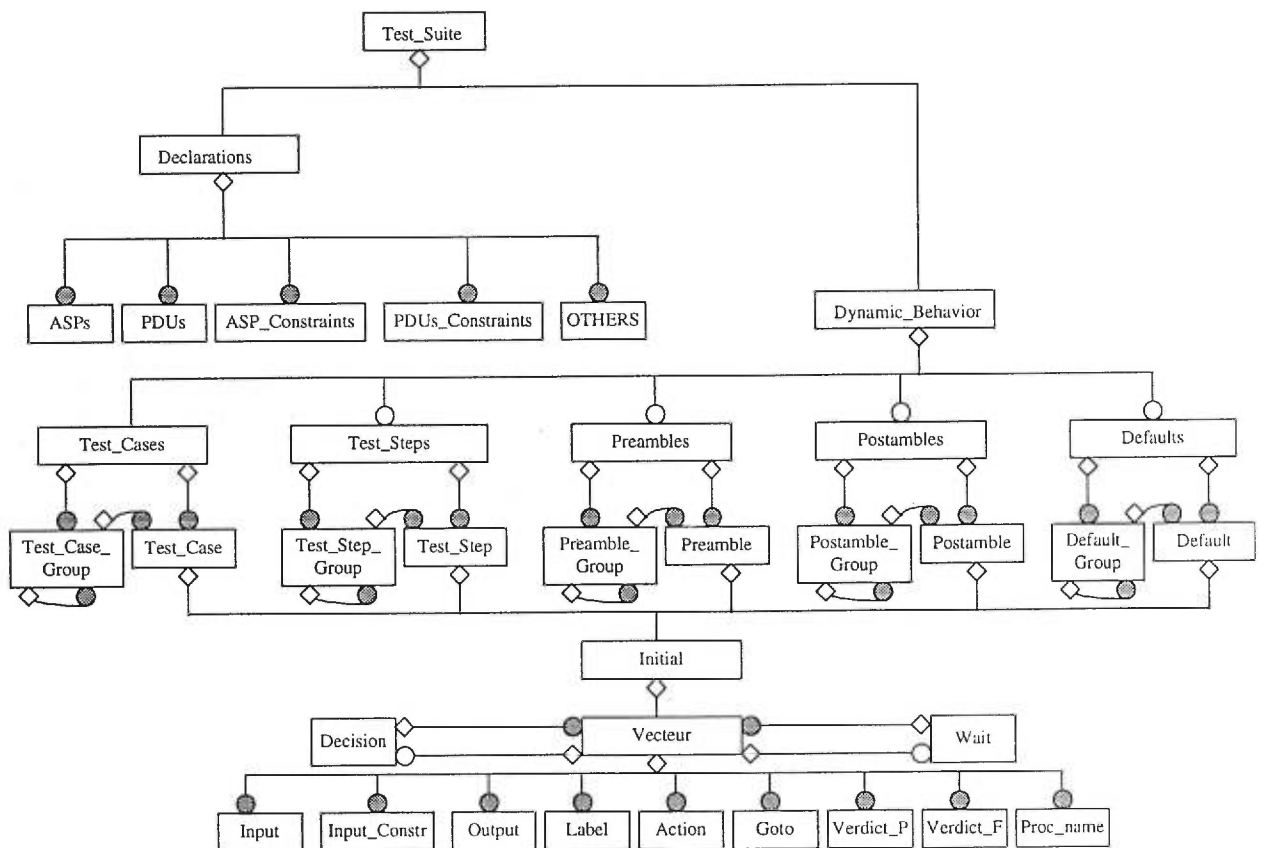 Test_Suite
Declarations
ASPs
PDUs
ASP_Constraints
PDUs_Constraints
OTHERS
Dynamic_Behavior
Test_Cases
Test_Steps
Preambles
Postambles
Defaults
Test_Case_
Group
Test_Case
Test_Step_
Group
Test_Step
Preamble_
Group
Preamble
Postamble_
Group
Postamble
Default_
Group
Default
Initial
Decision
Vecteur
Wait
Input
Input_Constr
Output
Label
Action
Goto
Verdict_P
Verdict_F
Proc_name